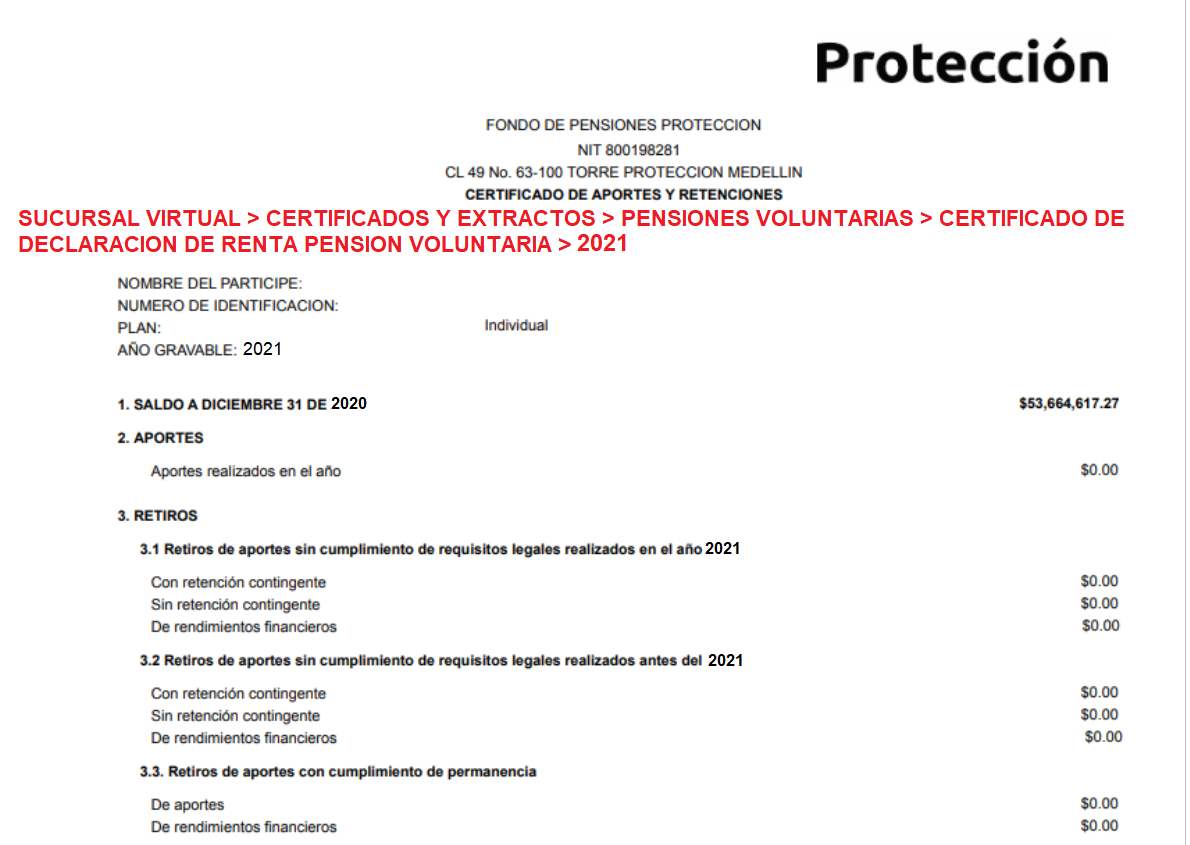 Protección
FONDO DE PENSIONES PROTECCION
NIT 800198281
CL 49 No. 63-100 TORRE PROTECCION MEDELLIN
CERTIFICADO DE APORTES Y RETENCIONES
SUCURSAL VIRTUAL > CERTIFICADOS Y EXTRACTOS > PENSIONES VOLUNTARIAS > CERTIFICADO DE
DECLARACION DE RENTA PENSION VOLUNTARIA > 2021
NOMBRE DEL PARTICIPE:
NUMERO DE IDENTIFICACION:
PLAN: Individual
AÑO GRAVABLE: 2021
1. SALDO A DICIEMBRE 31 DE 2020 $53,664,617.27
2. APORTES
Aportes realizados en el año $0.00
3. RETIROS
3.1 Retiros de aportes sin cumplimiento de requisitos legales realizados en el año 2021
Con retención contingente $0.00
Sin retención contingente $0.00
De rendimientos financieros $0.00
3.2 Retiros de aportes sin cumplimiento de requisitos legales realizados antes del 2021
Con retención contingente $0.00
Sin retención contingente $0.00
De rendimientos financieros $0.00
3.3. Retiros de aportes con cumplimiento de permanencia
De aportes $0.00
De rendimientos financieros $0.00